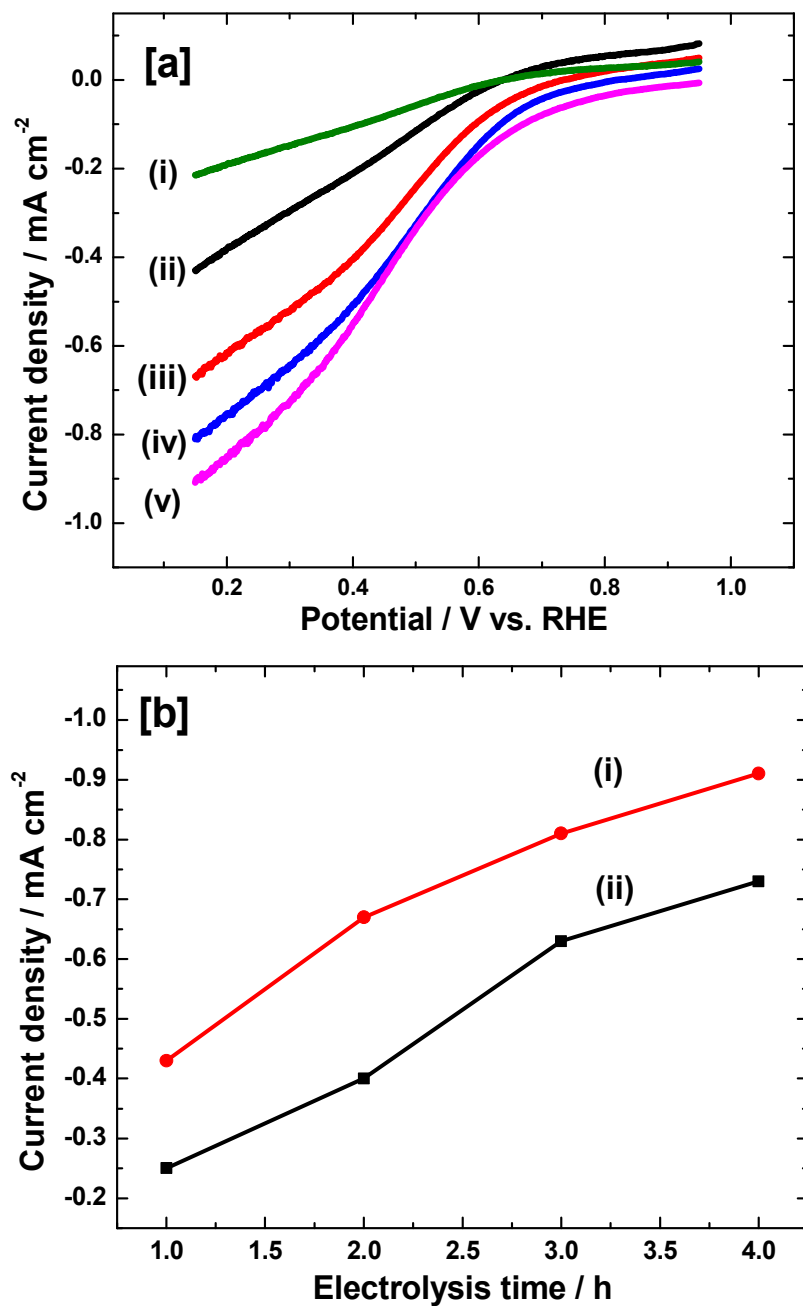 [a]
0.0
-0.2
-0.4
-0.6
-0.8
-1.0
Current density / mA cm-2
(i)
(ii)
(iii)
(iv)
(v)
0.2 0.4 0.6 0.8 1.0
Potential / V vs. RHE
[b]
-1.0
-0.9
-0.8
-0.7
-0.6
-0.5
-0.4
-0.3
-0.2
Current density / mA cm-2
(i)
(ii)
1.0 1.5 2.0 2.5 3.0 3.5 4.0
Electrolysis time / h